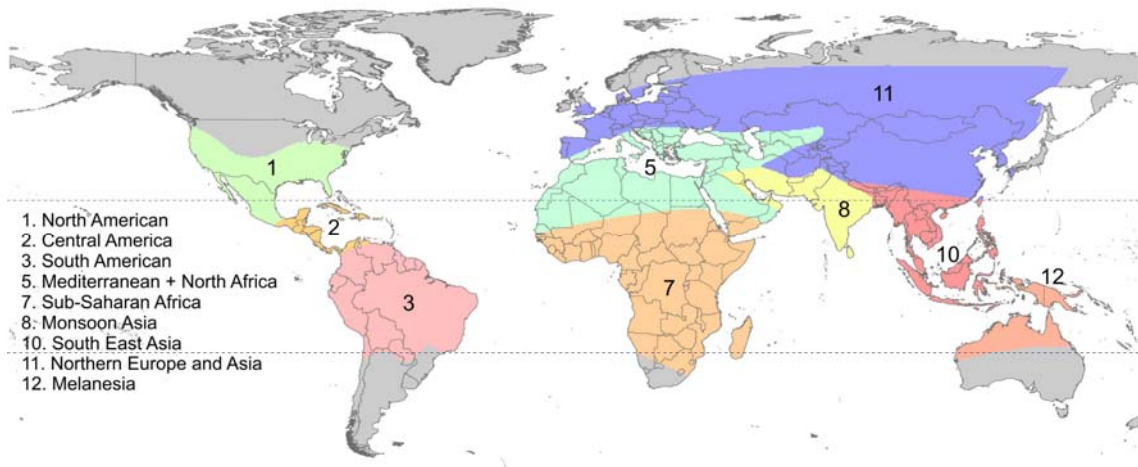 11
1
5
8
2
10
12
7
3
1. North American
2. Central America
3. South American
5. Mediterranean + North Africa
7. Sub-Saharan Africa
8. Monsoon Asia
10. South East Asia
11. Northern Europe and Asia
12. Melanesia